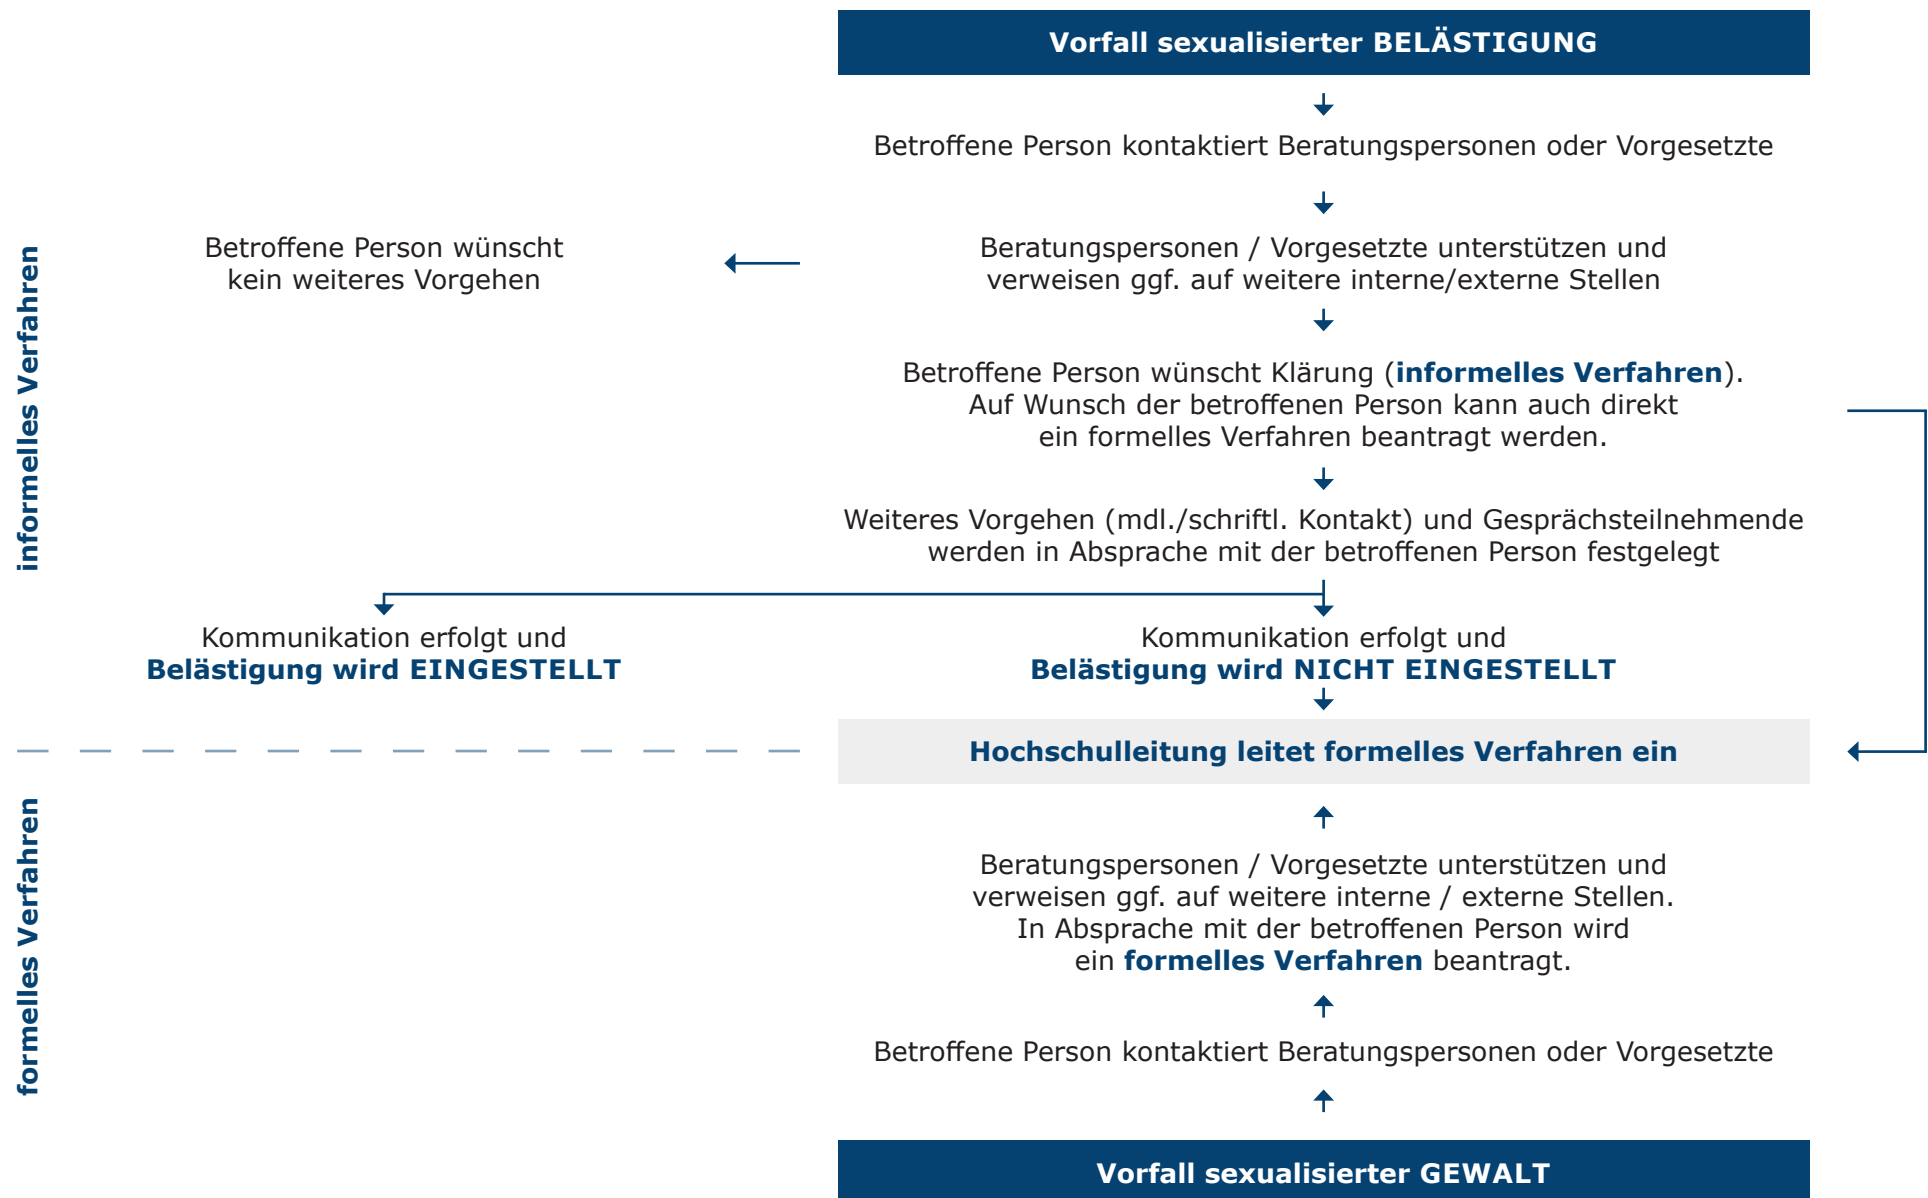 Vorfall sexualisierter BELÄSTIGUNG
Betroffene Person kontaktiert Beratungspersonen oder Vorgesetzte
informelles Verfahren
Betroffene Person wünscht
kein weiteres Vorgehen
Beratungspersonen / Vorgesetzte unterstützen und
verweisen ggf. auf weitere interne/externe Stellen
Betroffene Person wünscht Klärung (informelles Verfahren).
Auf Wunsch der betroffenen Person kann auch direkt
ein formelles Verfahren beantragt werden.
Weiteres Vorgehen (mdl./schriftl. Kontakt) und Gesprächsteilnehmende
werden in Absprache mit der betroffenen Person festgelegt
Kommunikation erfolgt und
Belästigung wird EINGESTELLT
Kommunikation erfolgt und
Belästigung wird NICHT EINGESTELLT
Hochschulleitung leitet formelles Verfahren ein
formelles Verfahren
Beratungspersonen / Vorgesetzte unterstützen und
verweisen ggf. auf weitere interne / externe Stellen.
In Absprache mit der betroffenen Person wird
ein formelles Verfahren beantragt.
Betroffene Person kontaktiert Beratungspersonen oder Vorgesetzte
Vorfall sexualisierter GEWALT